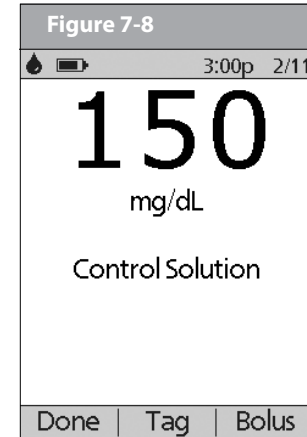 Figure 7-8
3:00p 2/11
150
mg/dL
Control Solution
Done | Tag | Bolus